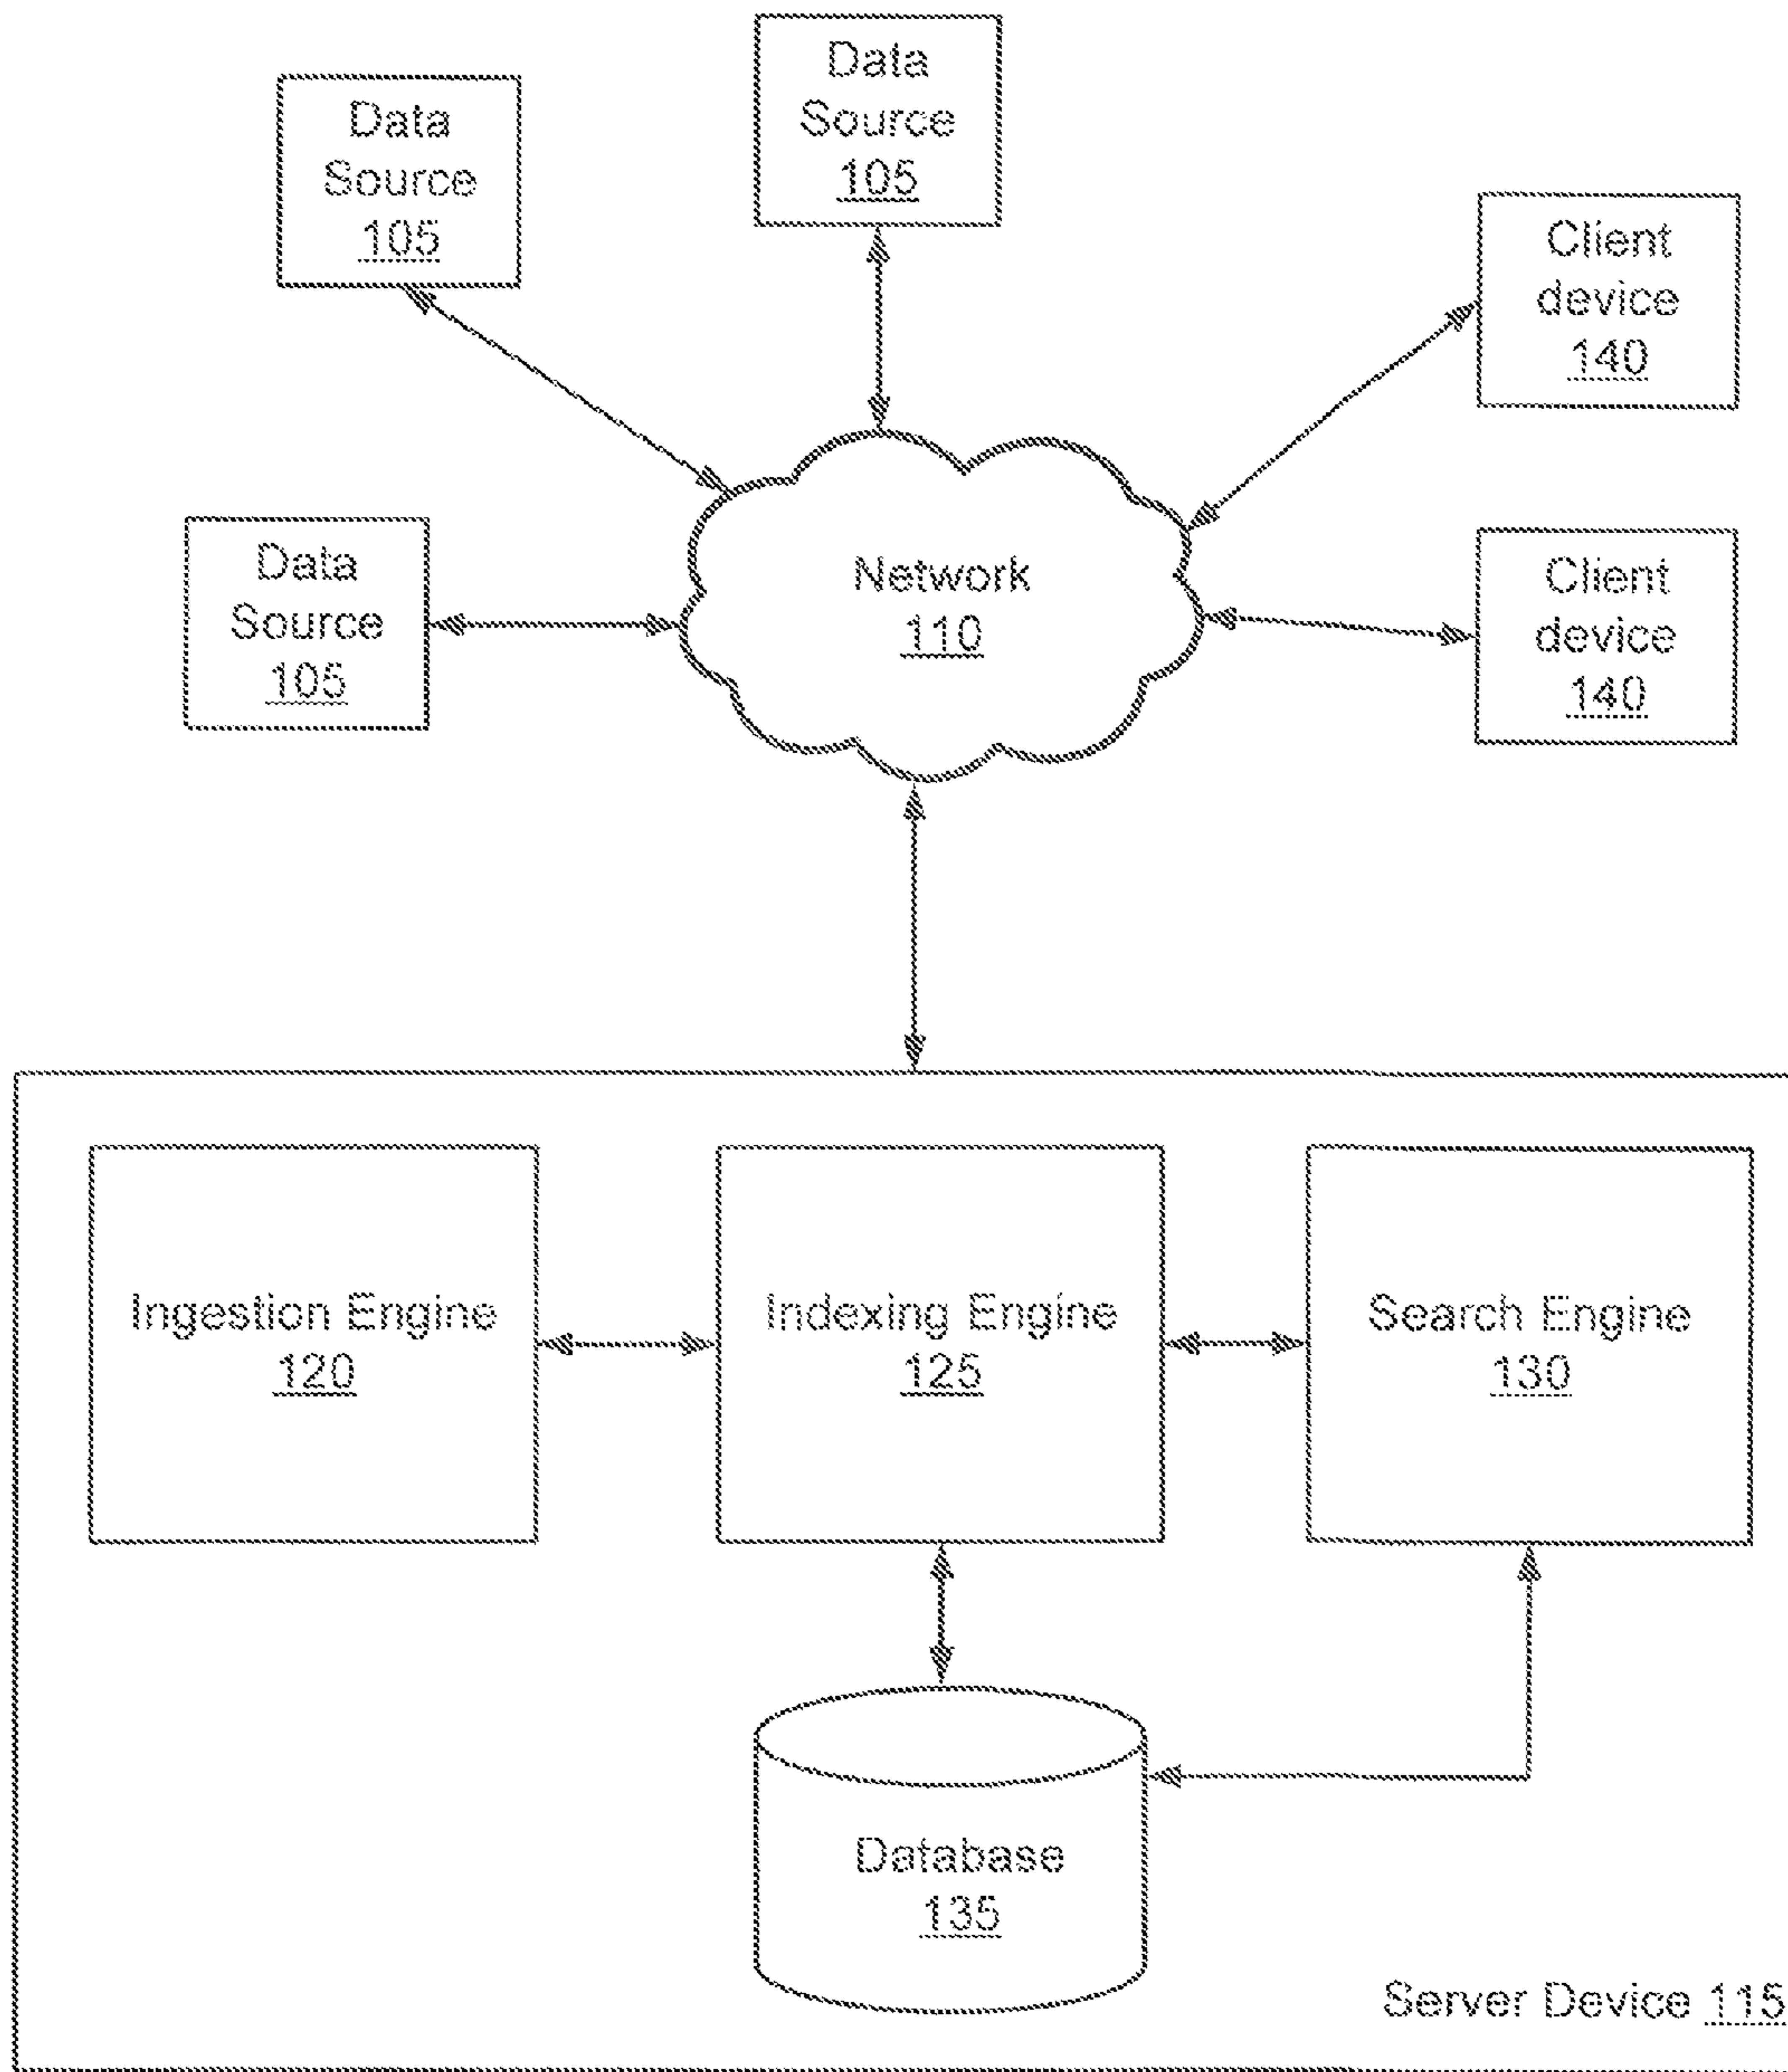 Data
Source
105
Data
Source
105
Client
device
140
Data
Source
105
Network
110
Client
device
140
Ingestion Engine
120
Indexing Engine
125
Search Engine
130
Database
135
Server Device 115